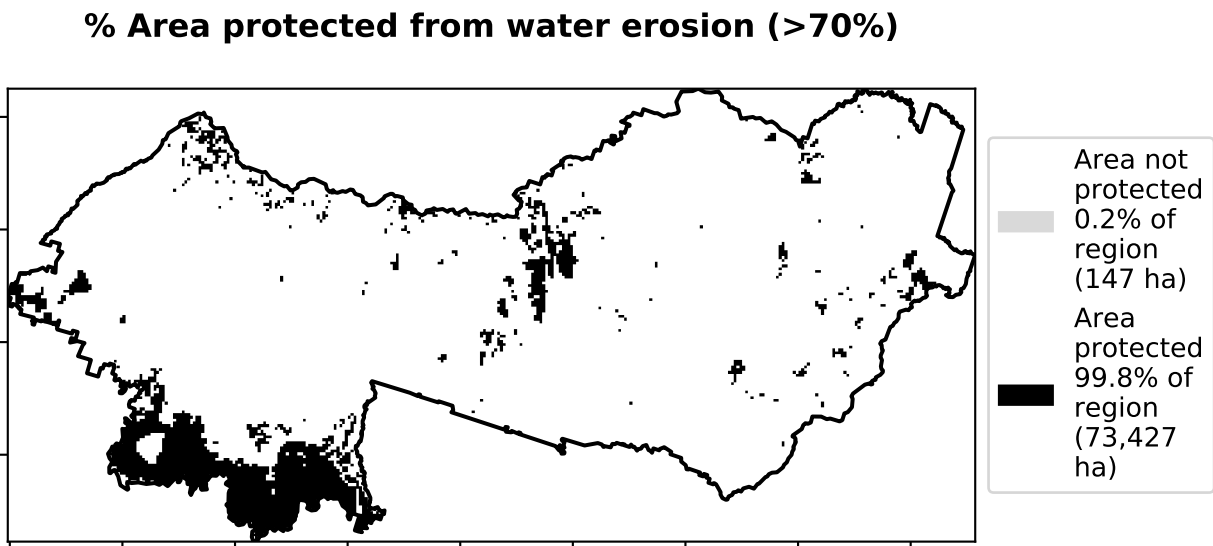 % Area protected from water erosion (>70%)
Area not
protected
0.2% of
region
(147 ha)
Area
protected
99.8% of
region
(73,427
ha)